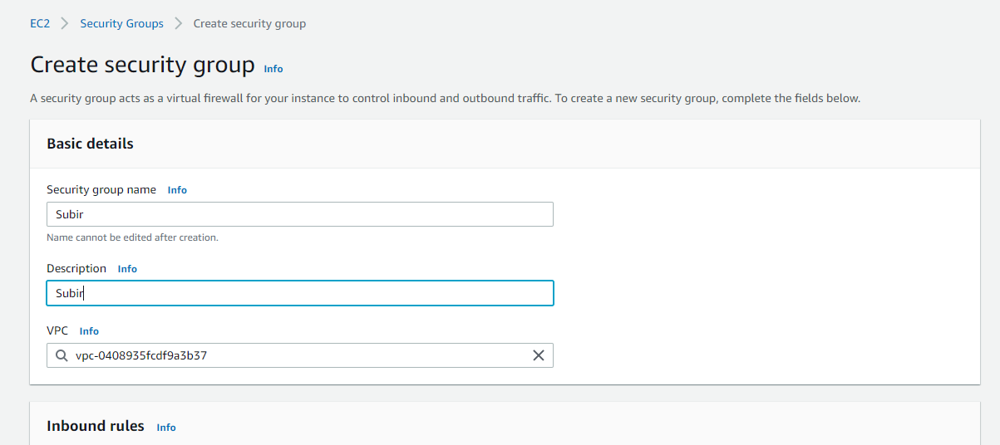 EC2 > Security Groups > Create security group
Create security group Info
A security group acts as a virtual firewall for your instance to control inbound and outbound traffic. To create a new security group, complete the fields below.
Basic details
Security group name Info
Subir
Name cannot be edited after creation.
Description Info
Subir
VPC Info
vpc-0408935fcdf9a3b37
Inbound rules Info